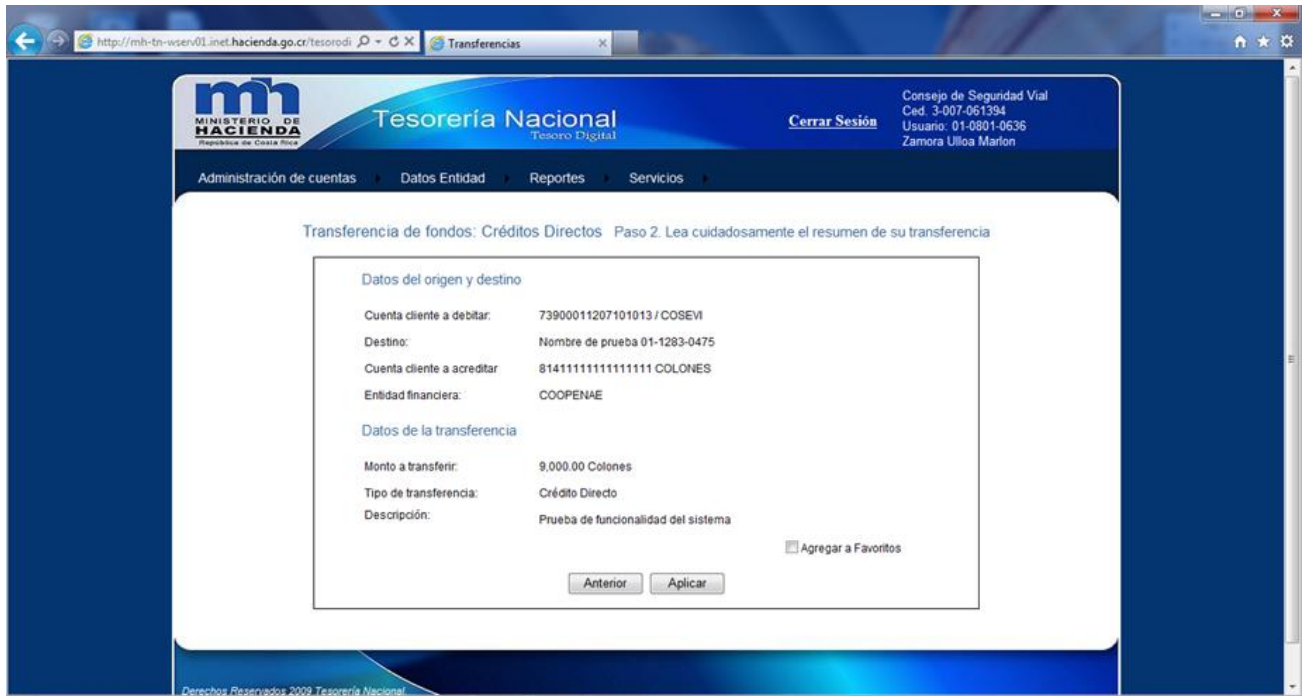 http://mh-tn-wserv01.inet.hacienda.go.cr/tesorodi
Transferencias
mh
MINISTERIO DE
HACIENDA
República de Costa Rica
Tesorería Nacional
Tesoro Digital
Cerrar Sesión
Consejo de Seguridad Vial
Ced. 3-007-061394
Usuario: 01-0801-0636
Zamora Ulloa Marlon
Administración de cuentas Datos Entidad Reportes Servicios
Transferencia de fondos: Créditos Directos Paso 2. Lea cuidadosamente el resumen de su transferencia
Datos del origen y destino
Cuenta cliente a debitar: 73900011207101013 / COSEVI
Destino: Nombre de prueba 01-1283-0475
Cuenta cliente a acreditar 81411111111111111 COLONES
Entidad financiera: COOPENAE
Datos de la transferencia
Monto a transferir: 9,000.00 Colones
Tipo de transferencia: Crédito Directo
Descripción: Prueba de funcionalidad del sistema
Agregar a Favoritos
Anterior Aplicar
Derechos Reservados 2009 Tesorería Nacional